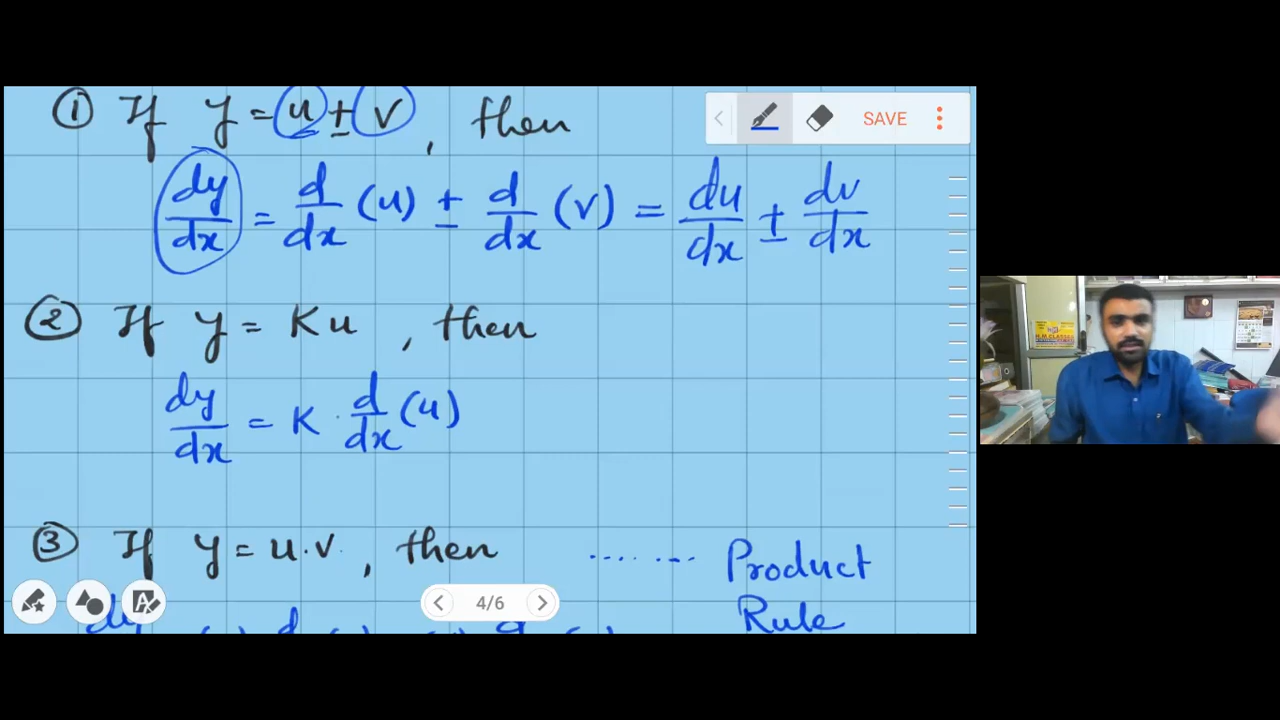 ① If y = u ± v, then
SAVE
dy/dx = d/dx (u) ± d/dx (v) = du/dx ± dv/dx
② If y = Ku, then
dy/dx = K · d/dx (u)
③ If y = u·v, then ........ Product
Rule
4/6
H.M CLASSES